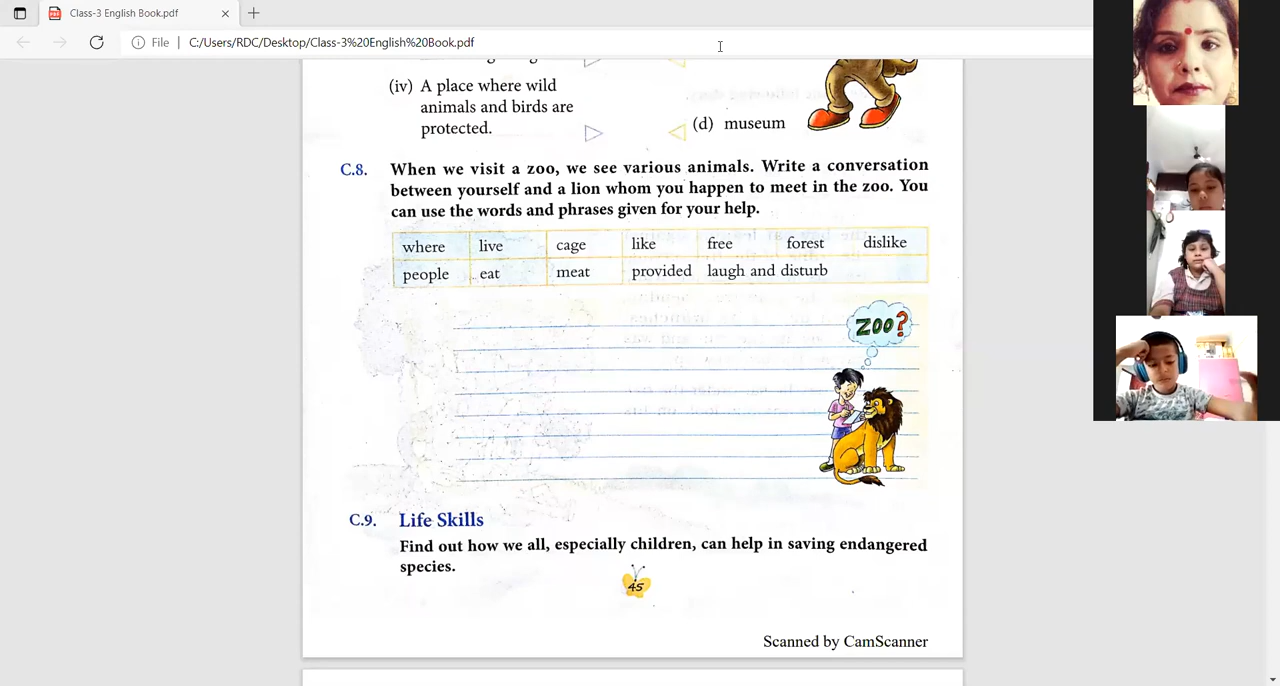 Class-3 English Book.pdf
File | C:/Users/RDC/Desktop/Class-3%20English%20Book.pdf
(iv) A place where wild
animals and birds are
protected.
(d) museum
C.8. When we visit a zoo, we see various animals. Write a conversation
between yourself and a lion whom you happen to meet in the zoo. You
can use the words and phrases given for your help.
where live cage like free forest dislike
people eat meat provided laugh and disturb
ZOO?
C.9. Life Skills
Find out how we all, especially children, can help in saving endangered
species.
45
Scanned by CamScanner